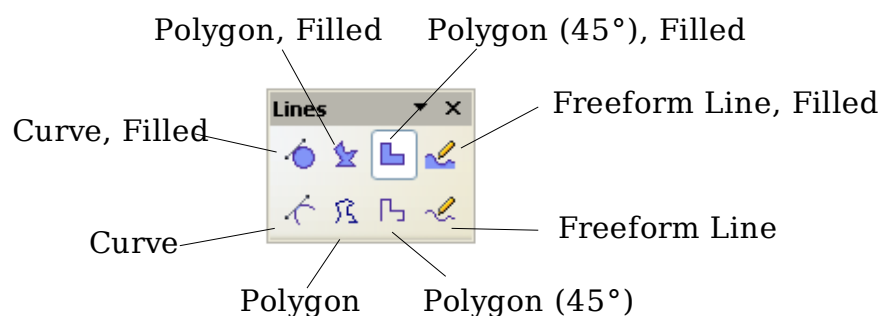 Polygon, Filled
Polygon (45°), Filled
Lines
Freeform Line, Filled
Curve, Filled
Curve
Freeform Line
Polygon
Polygon (45°)